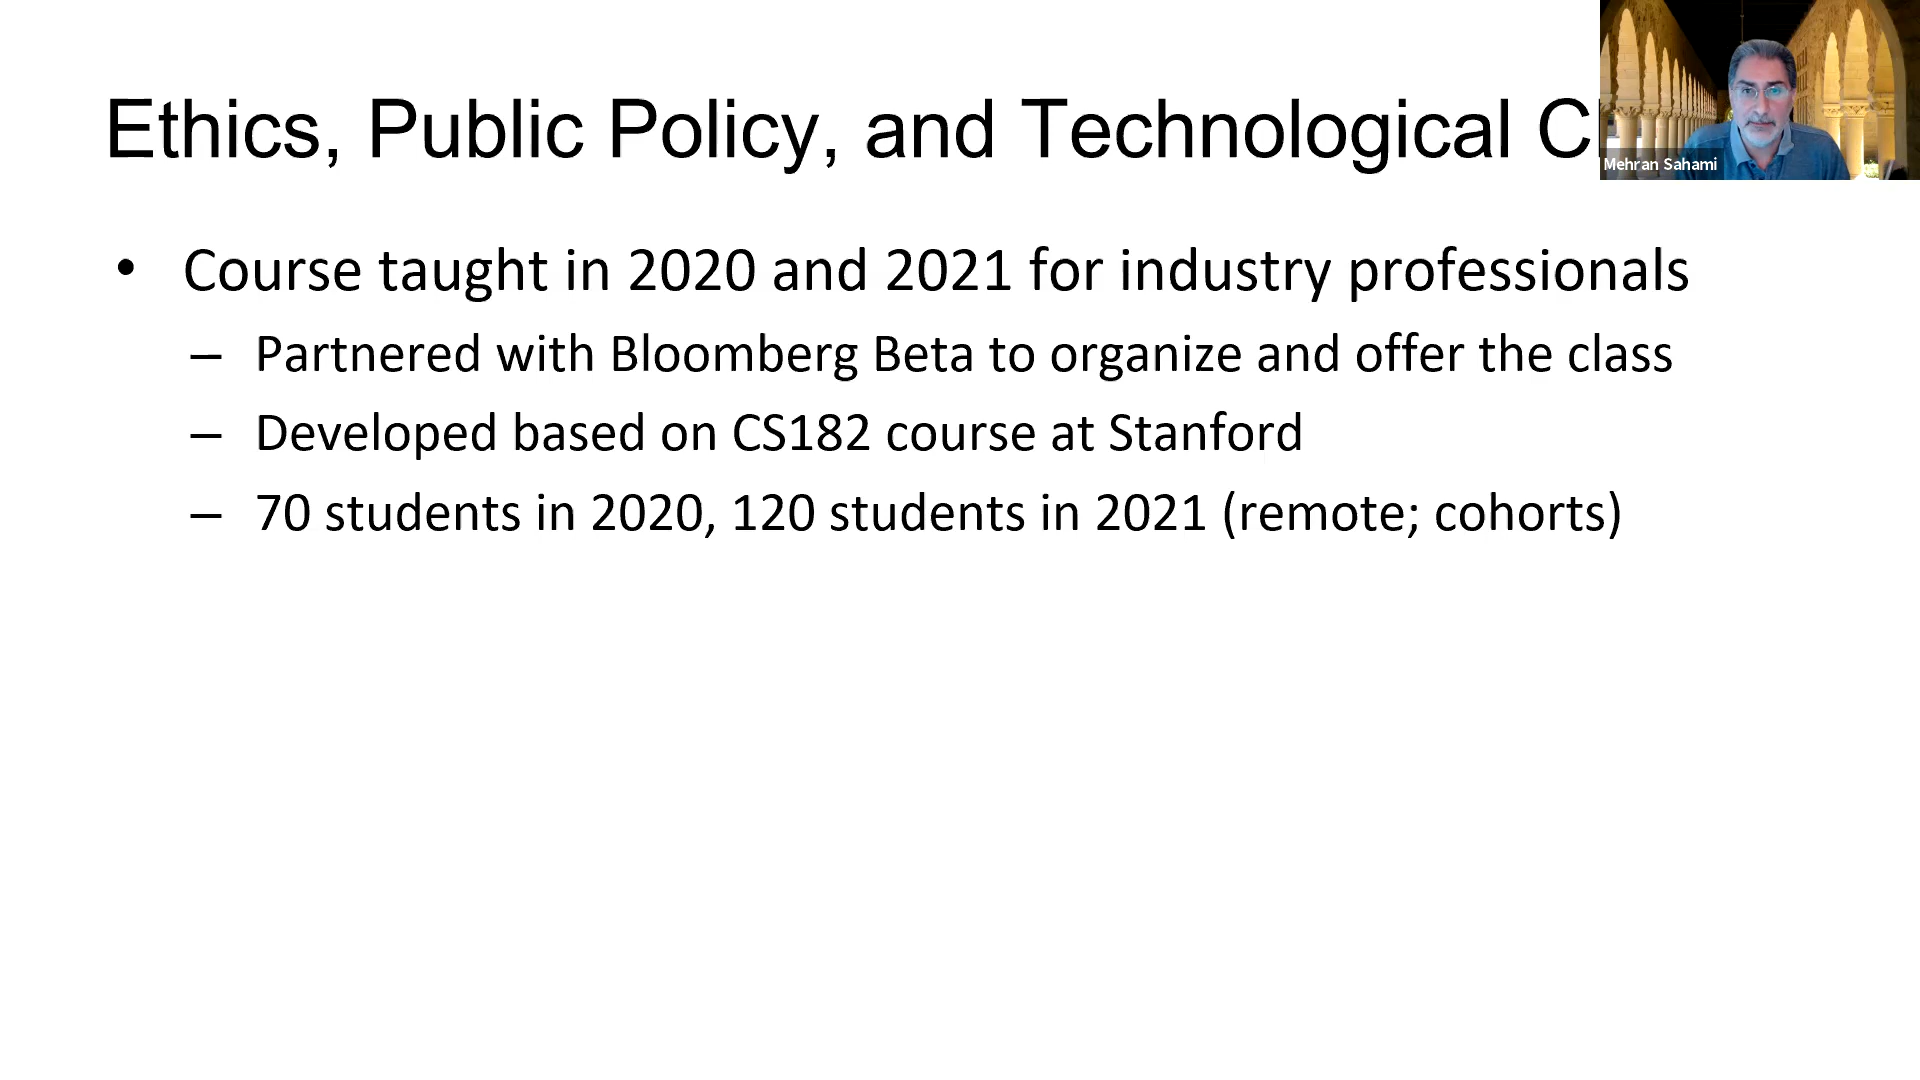 Ethics, Public Policy, and Technological C
Mehran Sahami
• Course taught in 2020 and 2021 for industry professionals
– Partnered with Bloomberg Beta to organize and offer the class
– Developed based on CS182 course at Stanford
– 70 students in 2020, 120 students in 2021 (remote; cohorts)